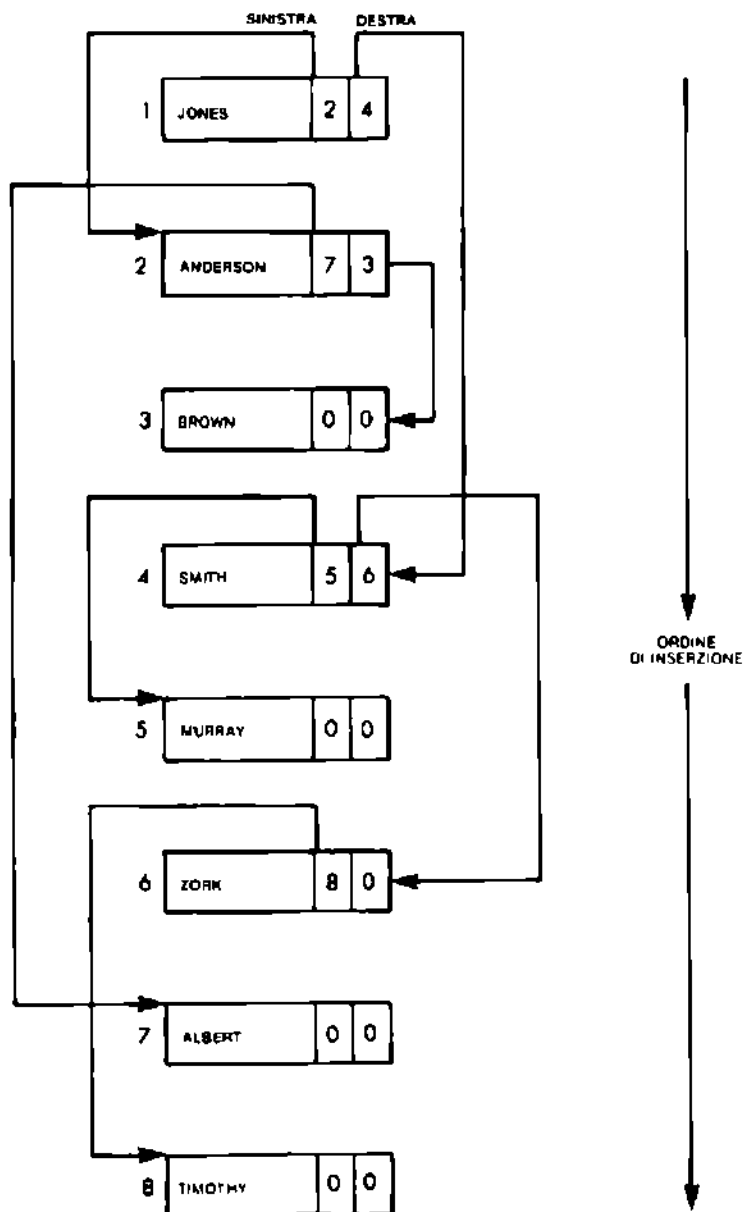 SINISTRA DESTRA
1 JONES 2 4
2 ANDERSON 7 3
3 BROWN 0 0
4 SMITH 5 6
ORDINE
DI INSERZIONE
5 MURRAY 0 0
6 ZORK 8 0
7 ALBERT 0 0
8 TIMOTHY 0 0